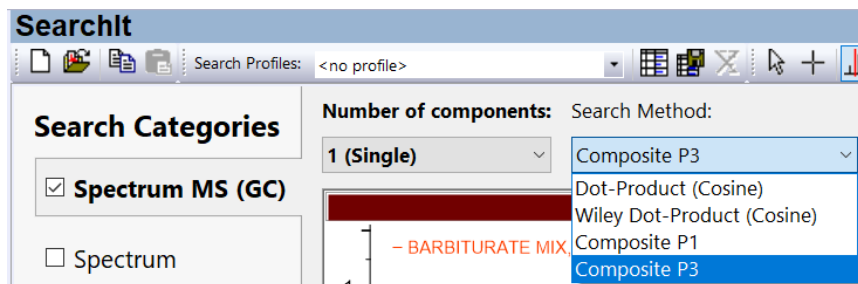 SearchIt
Search Profiles: <no profile>
Search Categories
Number of components: Search Method:
1 (Single) Composite P3
Spectrum MS (GC)
Dot-Product (Cosine)
Wiley Dot-Product (Cosine)
Composite P1
Composite P3
– BARBITURATE MIX,
Spectrum